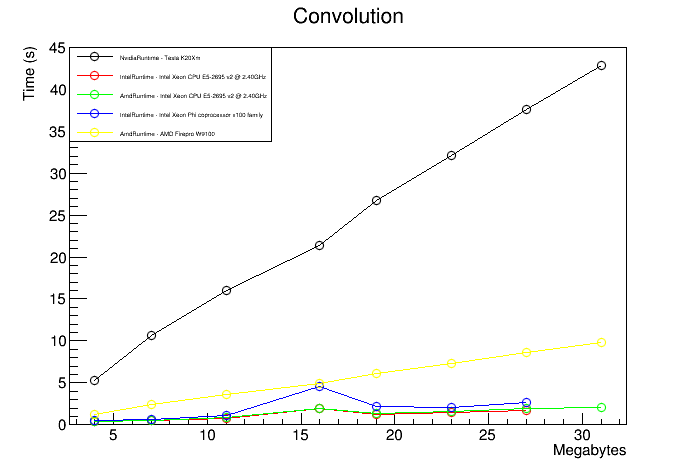 Convolution
Time (s)
NvidiaRuntime - Tesla K20Xm
IntelRuntime - Intel Xeon CPU E5-2695 v2 @ 2.40GHz
AmdRuntime - Intel Xeon CPU E5-2695 v2 @ 2.40GHz
IntelRuntime - Intel Xeon Phi coprocessor x100 family
AmdRuntime - AMD Firepro W9100
45
40
35
30
25
20
15
10
5
0
5 10 15 20 25 30
Megabytes